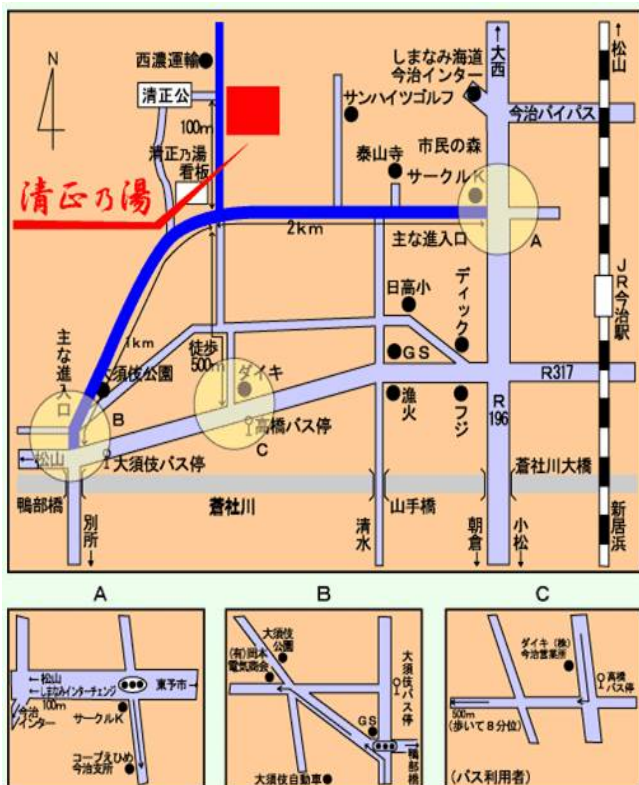 西濃運輸
清正公
100m
清正乃湯
看板
清正乃湯
N
しまなみ海道
今治インター
サンハイツゴルフ
大西
松山
今治バイパス
市民の森
泰山寺
サークルK
A
2km
主な進入口
日高小
ディック
GS
JR今治駅
1km
徒歩
500m
ダイキ
主な進入口
大須伎公園
B
漁火
フジ
R317
R
196
高橋バス停
C
松山
大須伎バス停
鴨部橋
別所
蒼社川
清水
山手橋
朝倉
小松
蒼社川大橋
新居浜
A
松山
しまなみインターチェンジ
東予市
100m
今治
インター
サークルK
コープえひめ
今治支所
B
大須伎
公園
(有)岡本
電気商会
大須伎バス停
GS
鴨部橋
大須伎自動車
C
ダイキ(株)
今治営業所
高橋
バス停
500m
(歩いて8分位)
(バス利用者)